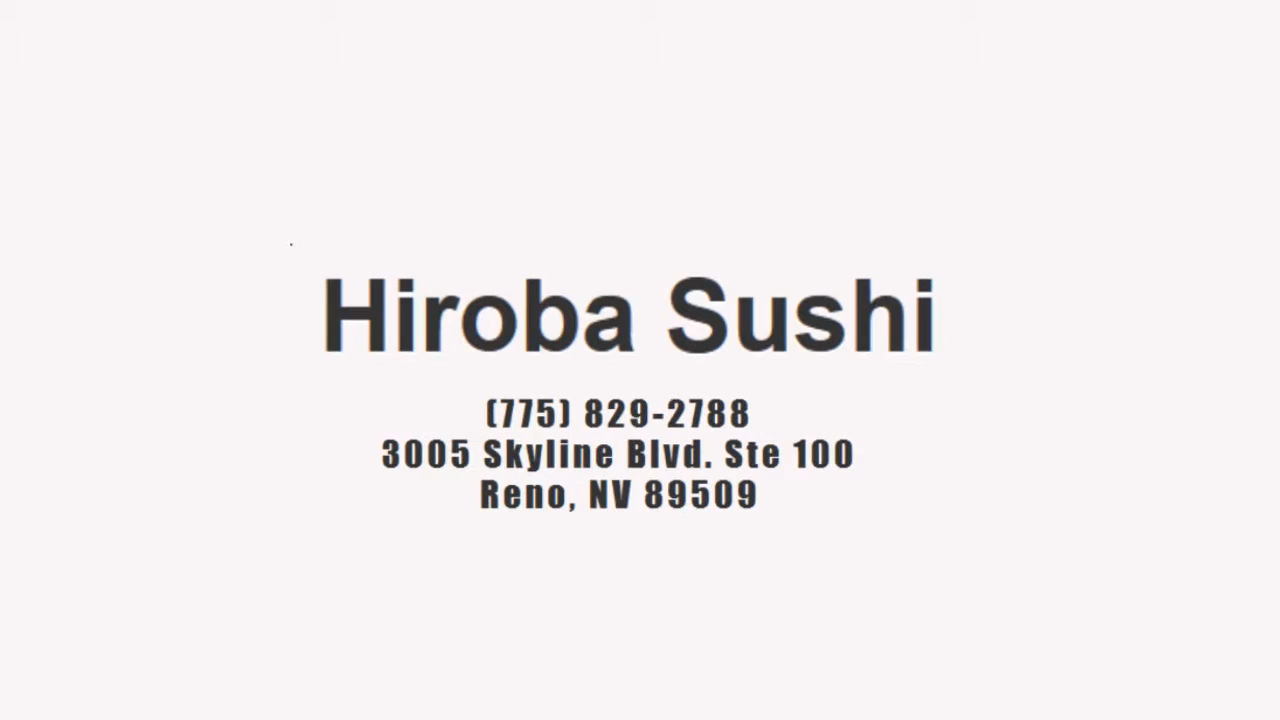 Hiroba Sushi
(775) 829-2788
3005 Skyline Blvd. Ste 100
Reno, NV 89509